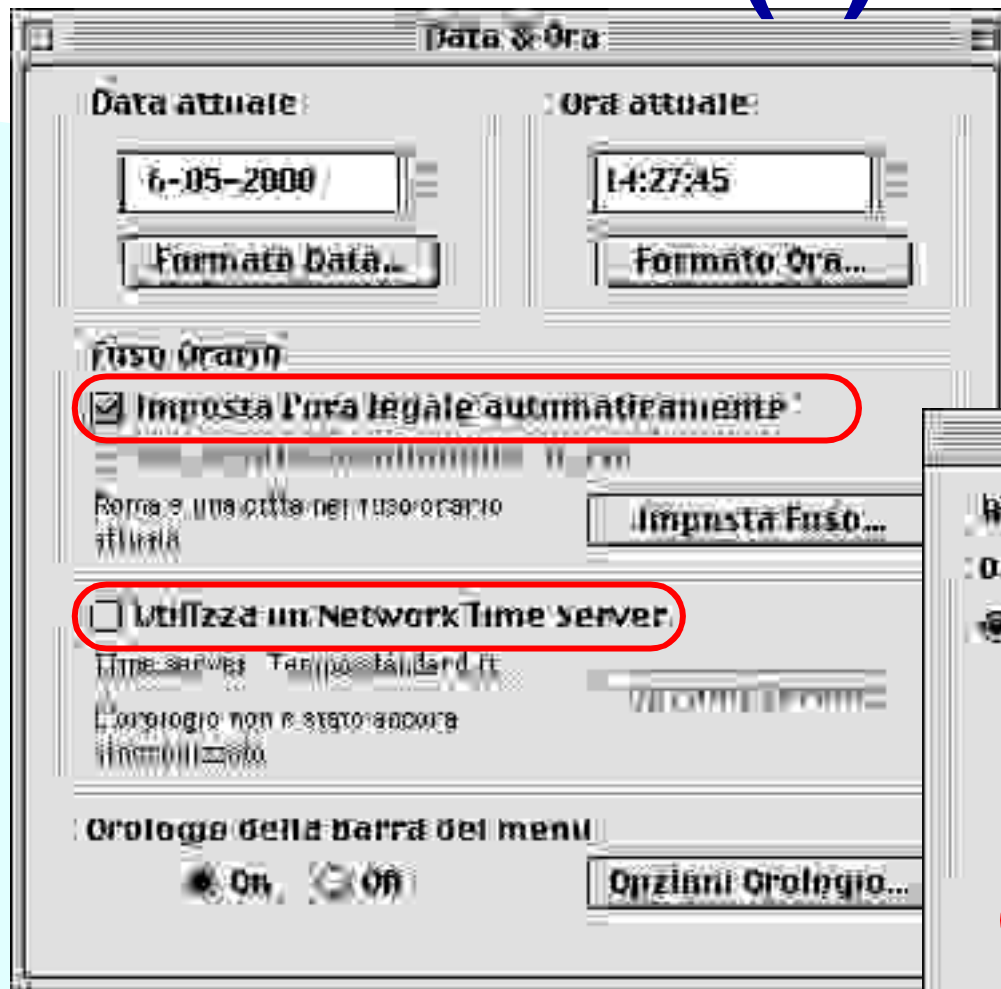 Data & Ora
Data attuale
Ora attuale
6-05-2000
14:27:45
Formato Data...
Formato Ora...
Fuso Orario
Imposta l'ora legale automaticamente
Roma è una città nel fuso orario
attuale
Imposta Fuso...
Utilizza un Network Time Server
Time server
L'orologio non è stato ancora
sincronizzato
Orologio della barra dei menu
On
Off
Opzioni Orologio...